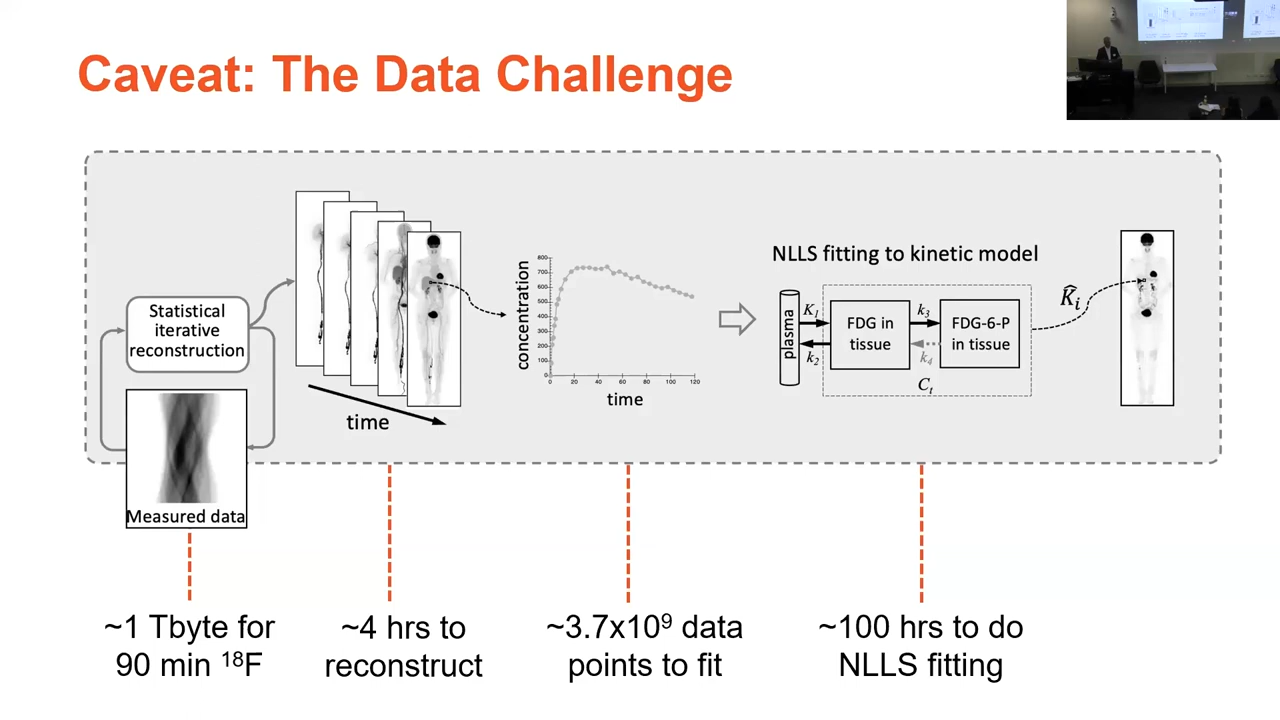 Caveat: The Data Challenge
Statistical
iterative
reconstruction
Measured data
time
concentration
800
700
600
500
400
300
200
100
0
0 20 40 60 80 100 120
time
NLLS fitting to kinetic model
plasma
K₁
k₂
FDG in
tissue
k₃
k₄
FDG-6-P
in tissue
Cₜ
K̂ᵢ
~1 Tbyte for
90 min ¹⁸F
~4 hrs to
reconstruct
~3.7x10⁹ data
points to fit
~100 hrs to do
NLLS fitting